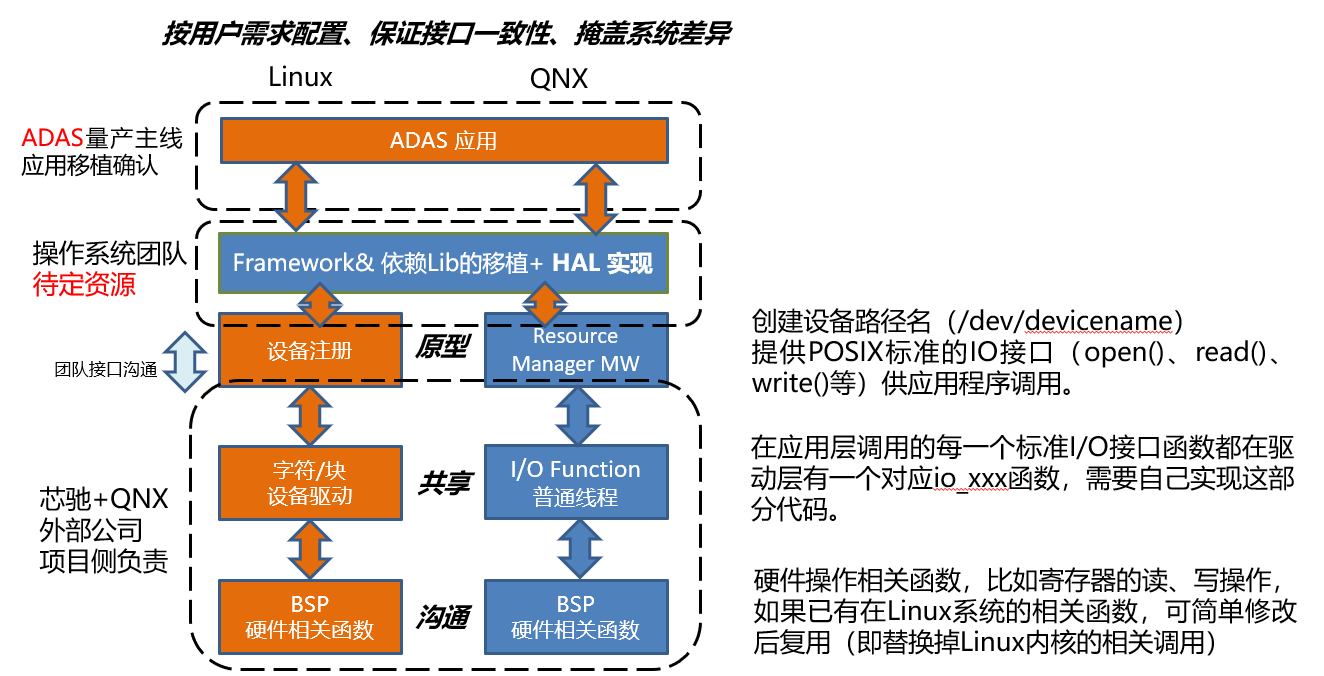 按用户需求配置、保证接口一致性、掩盖系统差异
Linux
QNX
ADAS量产主线
应用移植确认
ADAS 应用
操作系统团队
待定资源
Framework& 依赖Lib的移植+ HAL 实现
团队接口沟通
设备注册
原型
Resource
Manager MW
创建设备路径名（/dev/devicename）
提供POSIX标准的IO接口（open()、read()、
write()等）供应用程序调用。
芯驰+QNX
外部公司
项目侧负责
字符/块
设备驱动
共享
I/O Function
普通线程
在应用层调用的每一个标准I/O接口函数都在驱
动层有一个对应io_xxx函数，需要自己实现这部
分代码。
BSP
硬件相关函数
沟通
BSP
硬件相关函数
硬件操作相关函数，比如寄存器的读、写操作，
如果已有在Linux系统的相关函数，可简单修改
后复用（即替换掉Linux内核的相关调用）